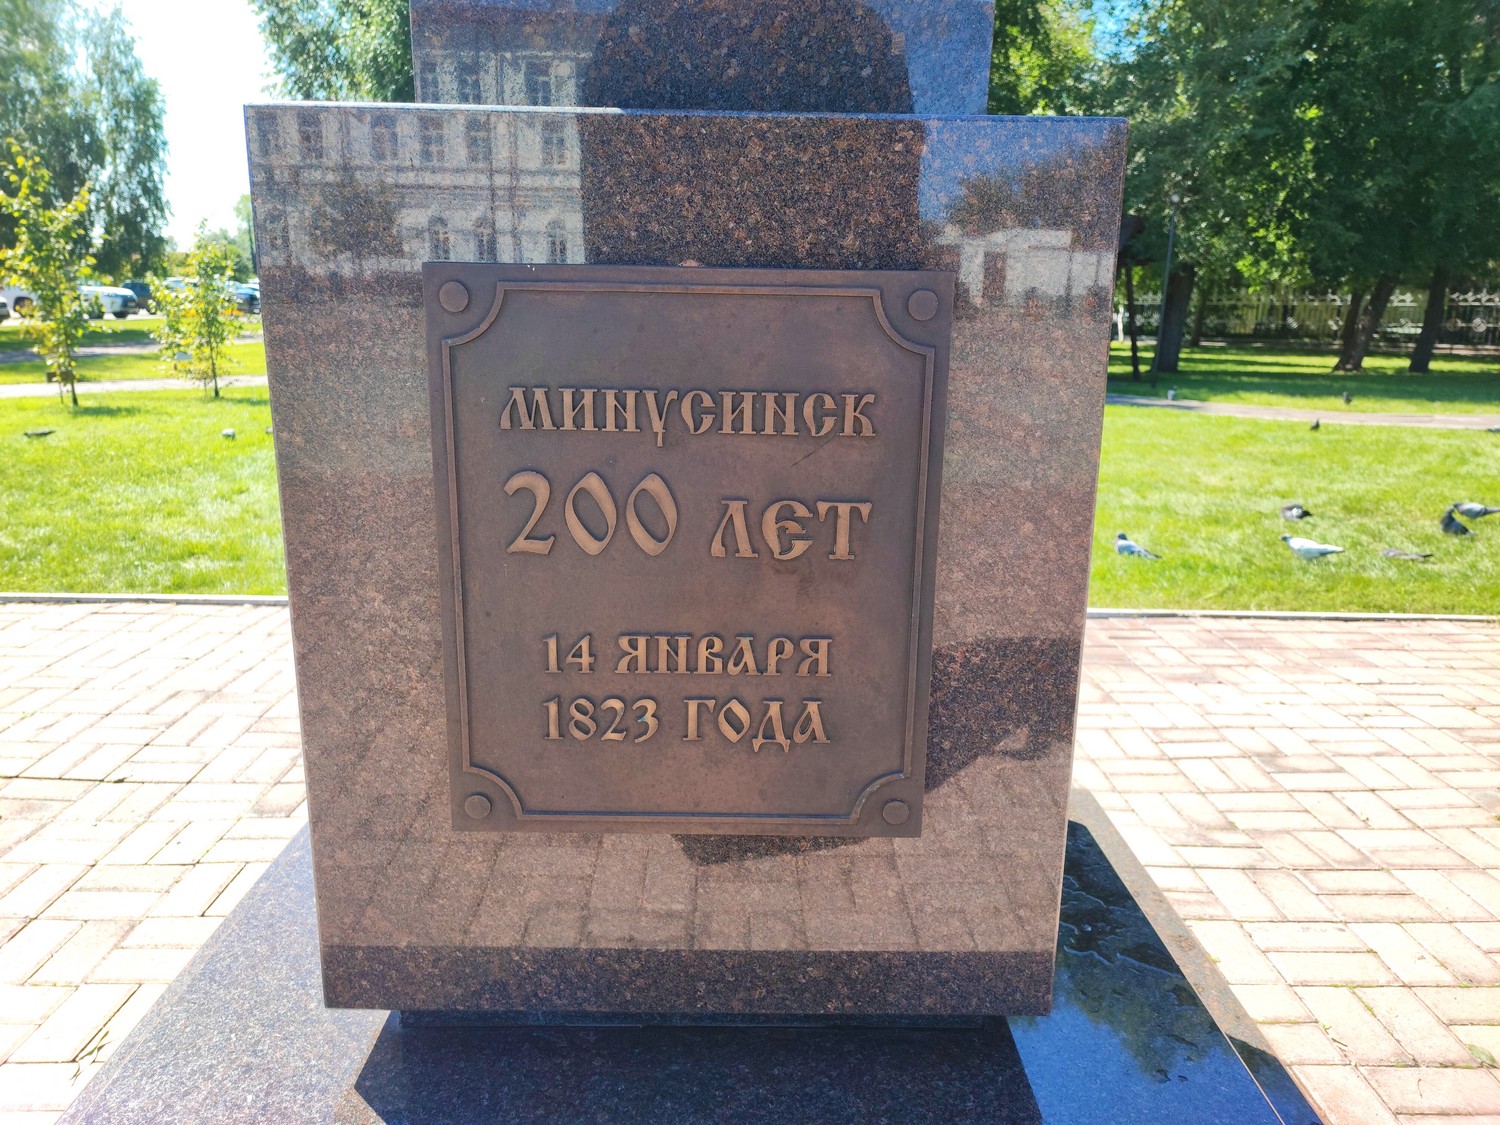 МИНУСИНСК
200 ЛЕТ
14 ЯНВАРЯ
1823 ГОДА